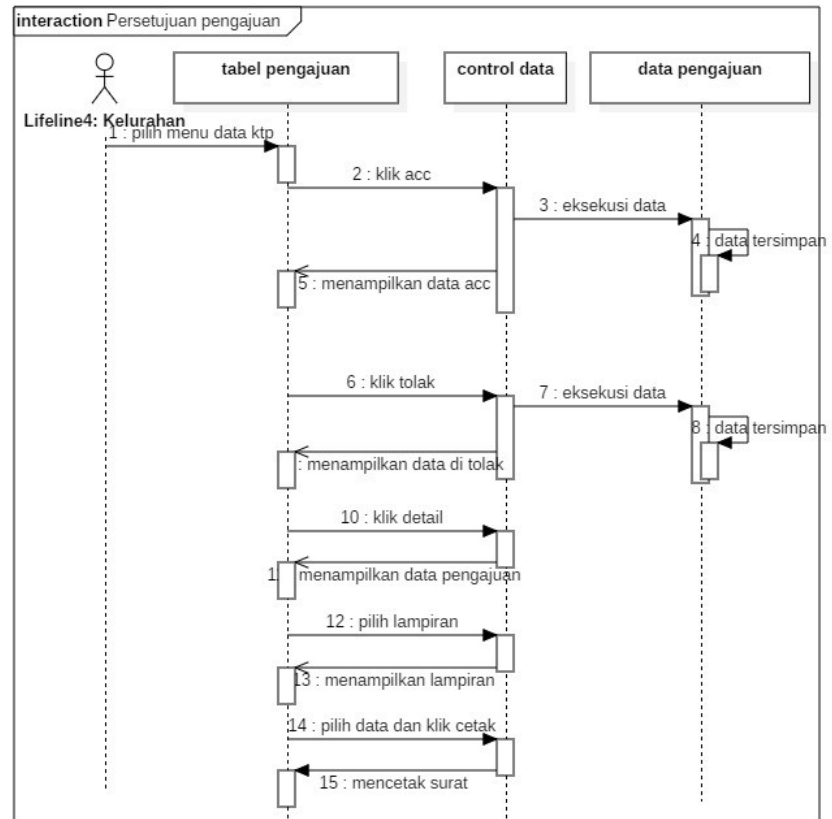 interaction Persetujuan pengajuan
tabel pengajuan
control data
data pengajuan
Lifeline4: Kelurahan
1 : pilih menu data ktp
2 : klik acc
3 : eksekusi data
4 : data tersimpan
5 : menampilkan data acc
6 : klik tolak
7 : eksekusi data
8 : data tersimpan
: menampilkan data di tolak
10 : klik detail
menampilkan data pengajuan
12 : pilih lampiran
13 : menampilkan lampiran
14 : pilih data dan klik cetak
15 : mencetak surat